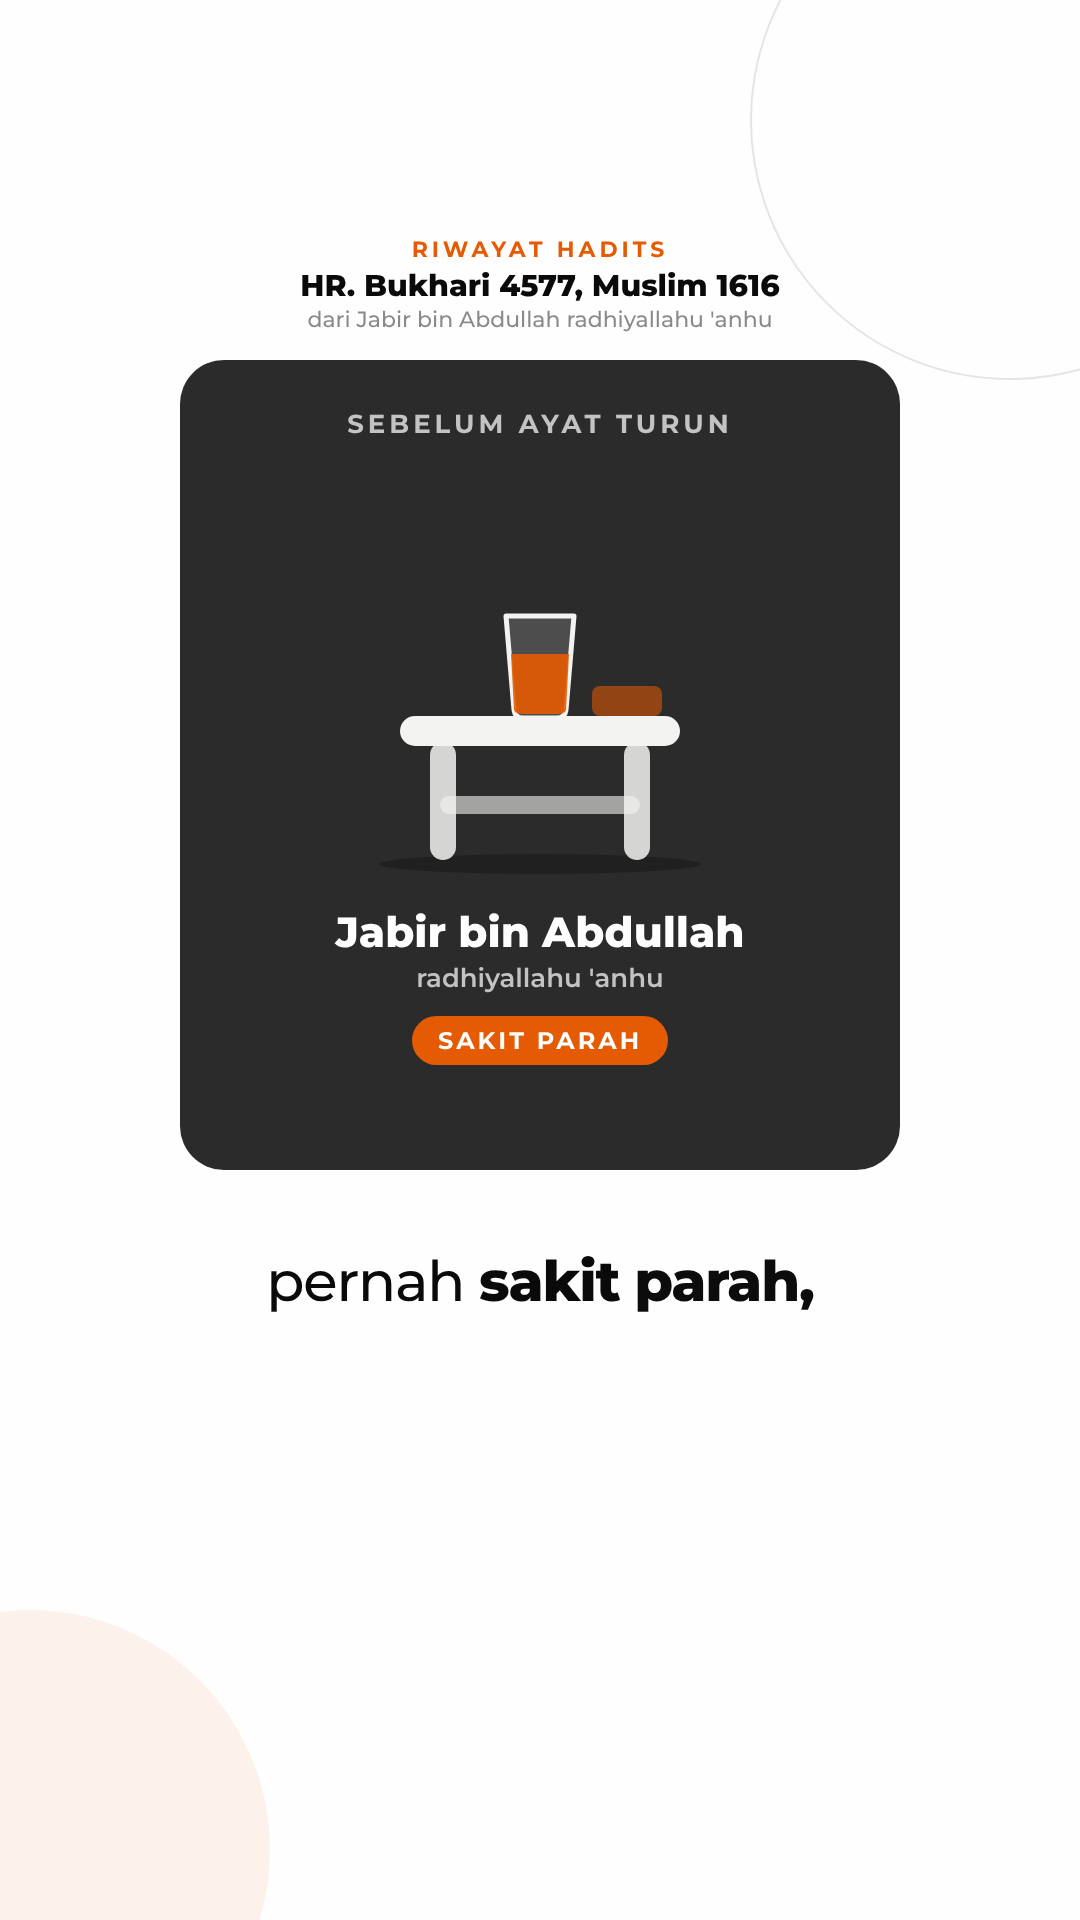 RIWAYAT HADITS
HR. Bukhari 4577, Muslim 1616
dari Jabir bin Abdullah radhiyallahu 'anhu
SEBELUM AYAT TURUN
Jabir bin Abdullah
radhiyallahu 'anhu
SAKIT PARAH
pernah sakit parah,